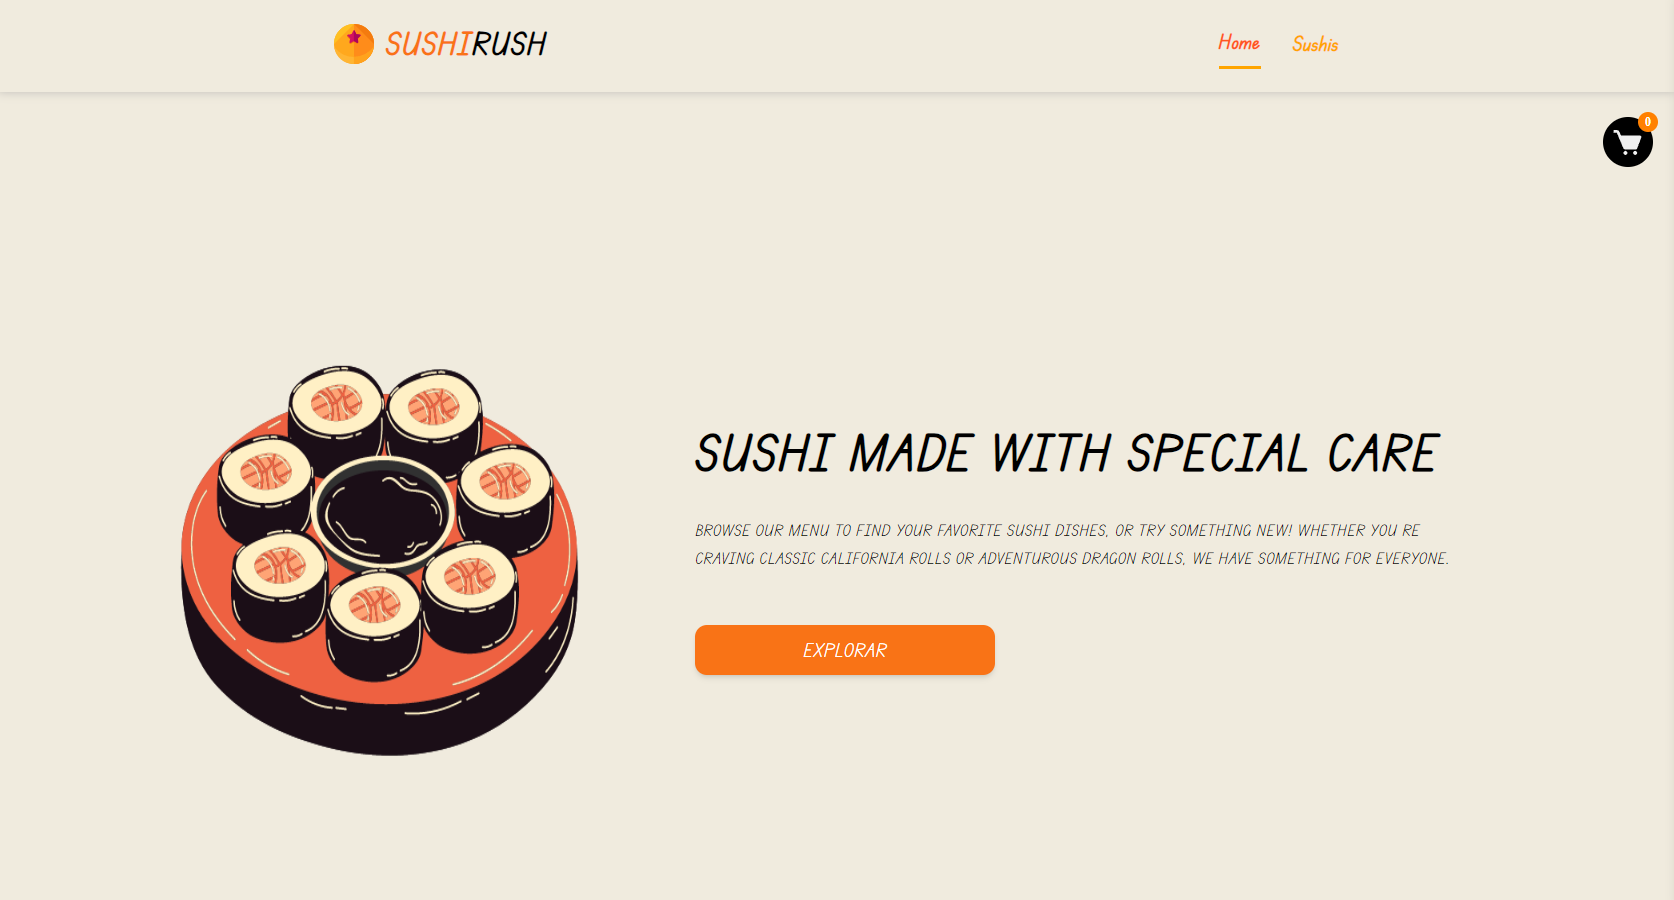 SUSHIRUSH
Home
Sushis
0
SUSHI MADE WITH SPECIAL CARE
BROWSE OUR MENU TO FIND YOUR FAVORITE SUSHI DISHES, OR TRY SOMETHING NEW! WHETHER YOU RE
CRAVING CLASSIC CALIFORNIA ROLLS OR ADVENTUROUS DRAGON ROLLS, WE HAVE SOMETHING FOR EVERYONE.
EXPLORAR